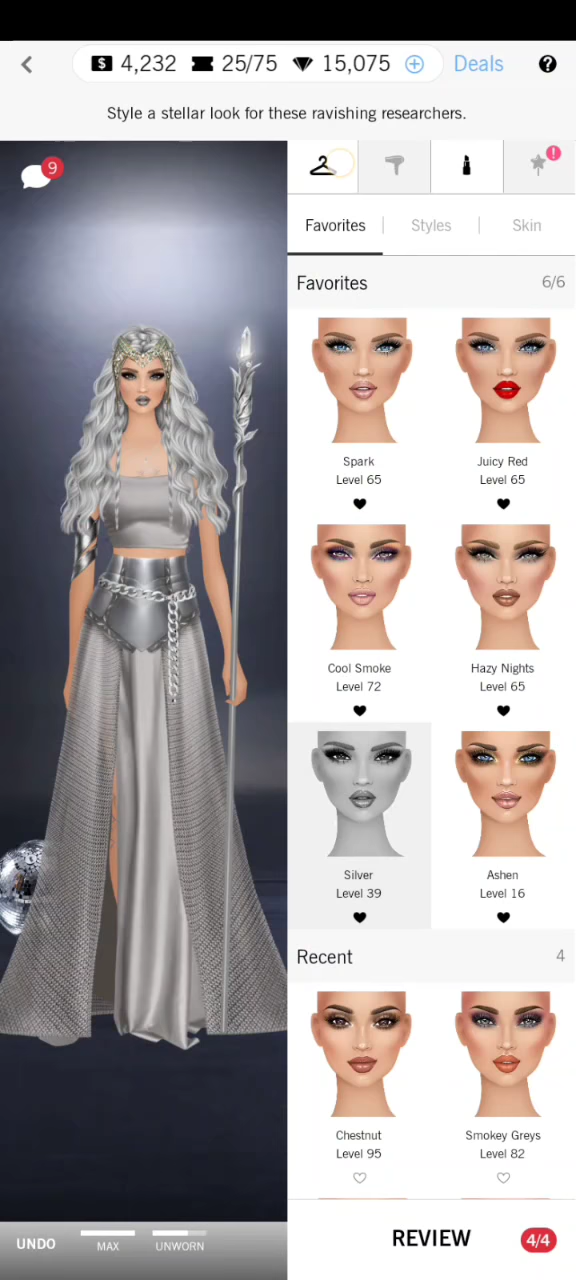 $ 4,232 25/75 15,075 + Deals ?
Style a stellar look for these ravishing researchers.
9
!
Favorites | Styles | Skin
Favorites 6/6
Spark Juicy Red
Level 65 Level 65
Cool Smoke Hazy Nights
Level 72 Level 65
Silver Ashen
Level 39 Level 16
Recent 4
Chestnut Smokey Greys
Level 95 Level 82
UNDO MAX UNWORN REVIEW 4/4